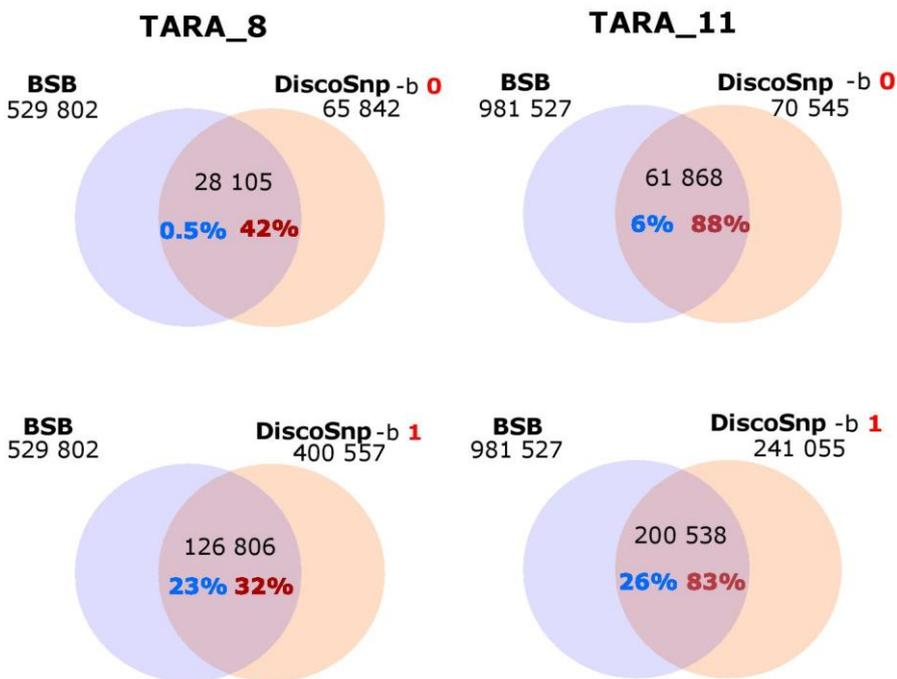 TARA_8
TARA_11
BSB
529 802
DiscoSnp -b 0
65 842
28 105
0.5% 42%
BSB
981 527
DiscoSnp -b 0
70 545
61 868
6% 88%
BSB
529 802
DiscoSnp -b 1
400 557
126 806
23% 32%
BSB
981 527
DiscoSnp -b 1
241 055
200 538
26% 83%